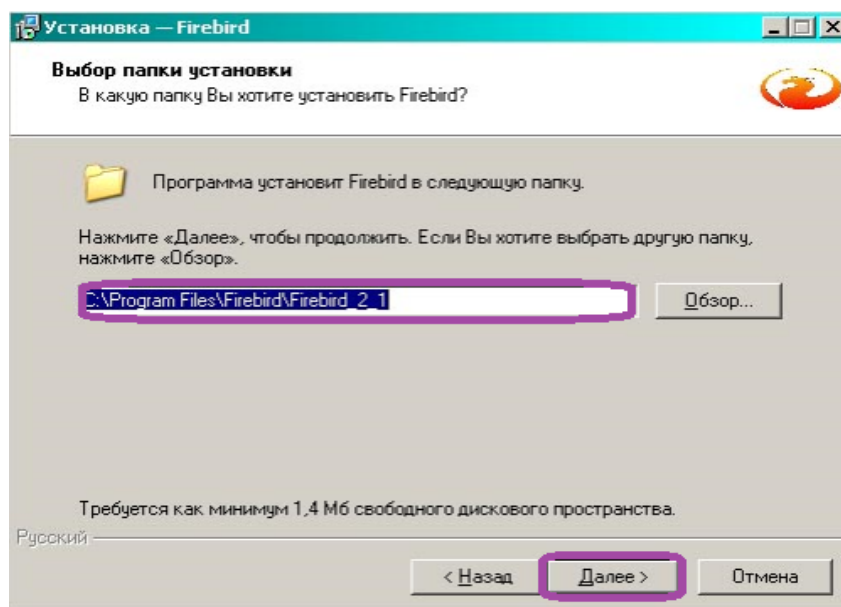 Установка — Firebird
Выбор папки установки
В какую папку Вы хотите установить Firebird?
Программа установит Firebird в следующую папку.
Нажмите «Далее», чтобы продолжить. Если Вы хотите выбрать другую папку,
нажмите «Обзор».
C:\Program Files\Firebird\Firebird_2_1
Обзор...
Требуется как минимум 1,4 Мб свободного дискового пространства.
Русский
< Назад
Далее >
Отмена